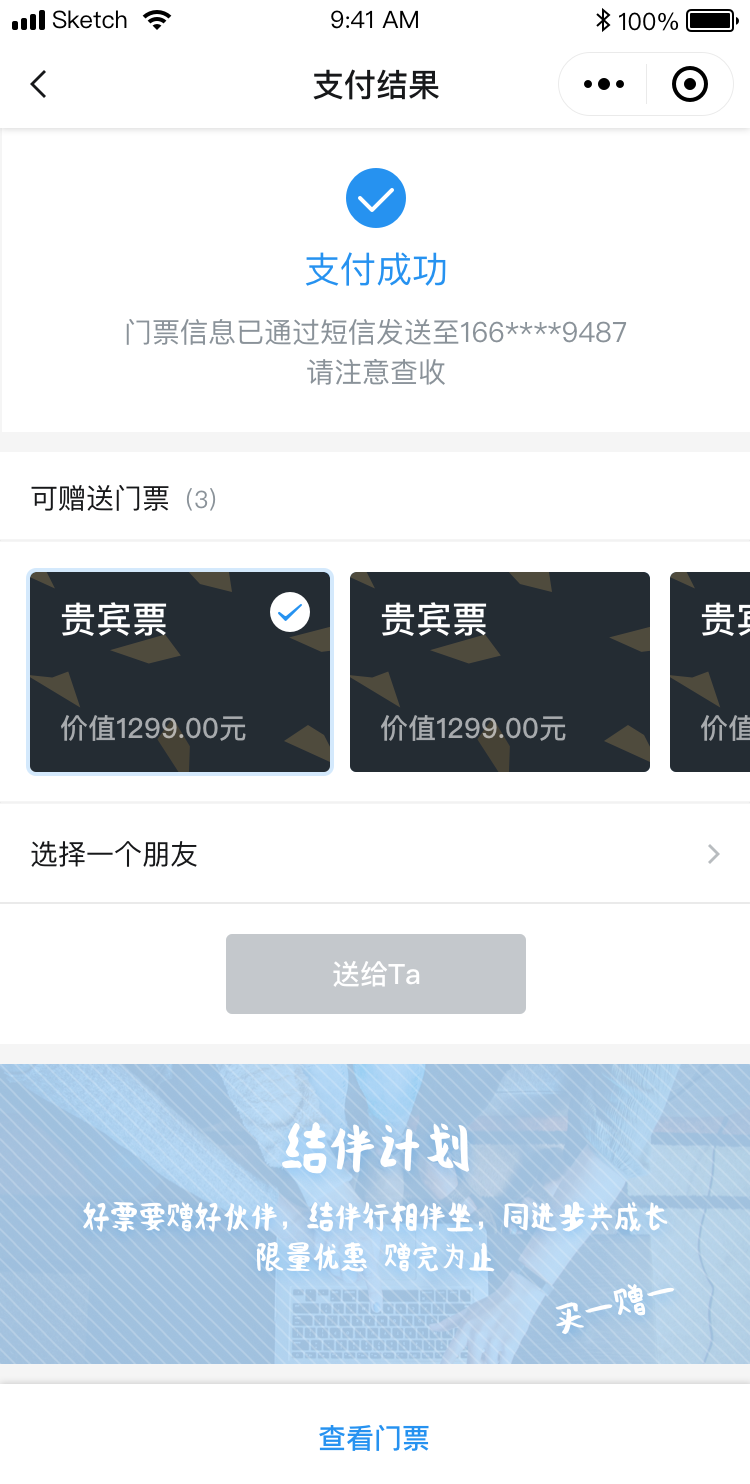 Sketch 9:41 AM 100%
支付结果
支付成功
门票信息已通过短信发送至166****9487
请注意查收
可赠送门票（3）
贵宾票 贵宾票 贵
价值1299.00元 价值1299.00元 价值
选择一个朋友
送给Ta
结伴计划
好票要赠好伙伴，结伴行相伴坐，同进步共成长
限量优惠 赠完为止
买一赠一
查看门票